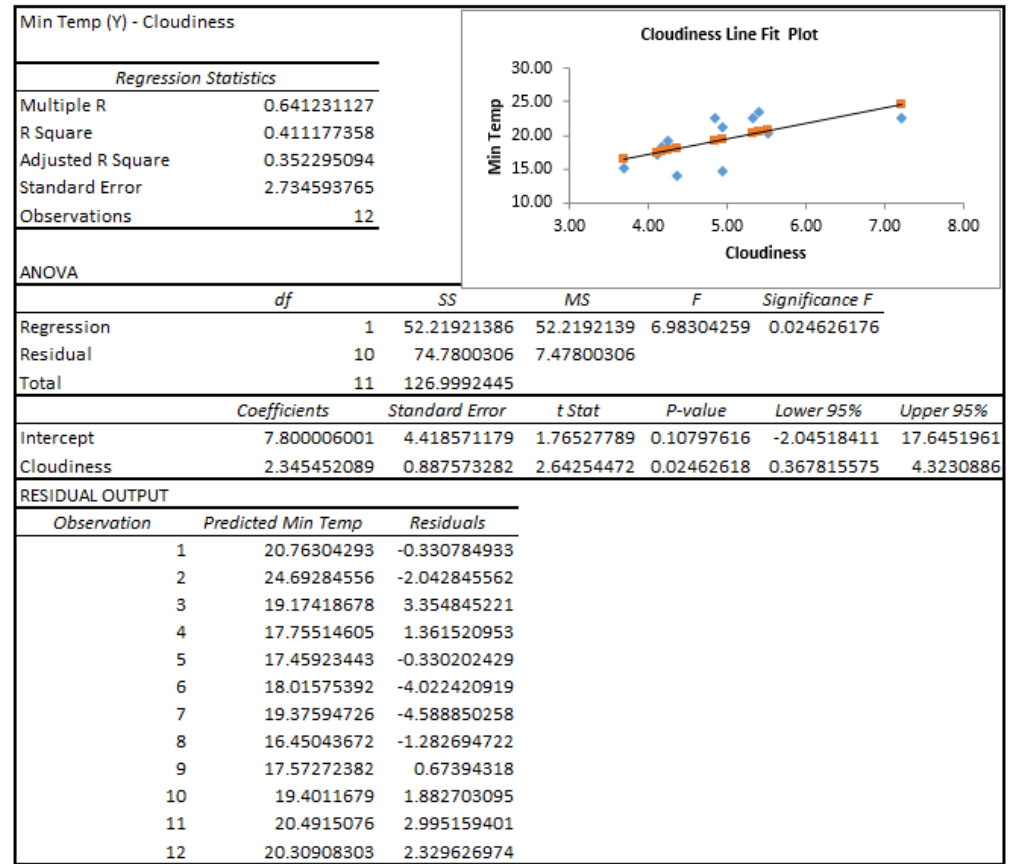 Min Temp (Y) - Cloudiness
Cloudiness Line Fit Plot
30.00
25.00
20.00
15.00
10.00
Min Temp
3.00 4.00 5.00 6.00 7.00 8.00
Cloudiness
Regression Statistics
Multiple R 0.641231127
R Square 0.411177358
Adjusted R Square 0.352295094
Standard Error 2.734593765
Observations 12
ANOVA
df SS MS F Significance F
Regression 1 52.21921386 52.2192139 6.98304259 0.024626176
Residual 10 74.7800306 7.47800306
Total 11 126.9992445
Coefficients Standard Error t Stat P-value Lower 95% Upper 95%
Intercept 7.800006001 4.418571179 1.76527789 0.10797616 -2.04518411 17.6451961
Cloudiness 2.345452089 0.887573282 2.64254472 0.02462618 0.367815575 4.3230886
RESIDUAL OUTPUT
Observation Predicted Min Temp Residuals
1 20.76304293 -0.330784933
2 24.69284556 -2.042845562
3 19.17418678 3.354845221
4 17.75514605 1.361520953
5 17.45923443 -0.330202429
6 18.01575392 -4.022420919
7 19.37594726 -4.588850258
8 16.45043672 -1.282694722
9 17.57272382 0.67394318
10 19.4011679 1.882703095
11 20.4915076 2.995159401
12 20.30908303 2.329626974